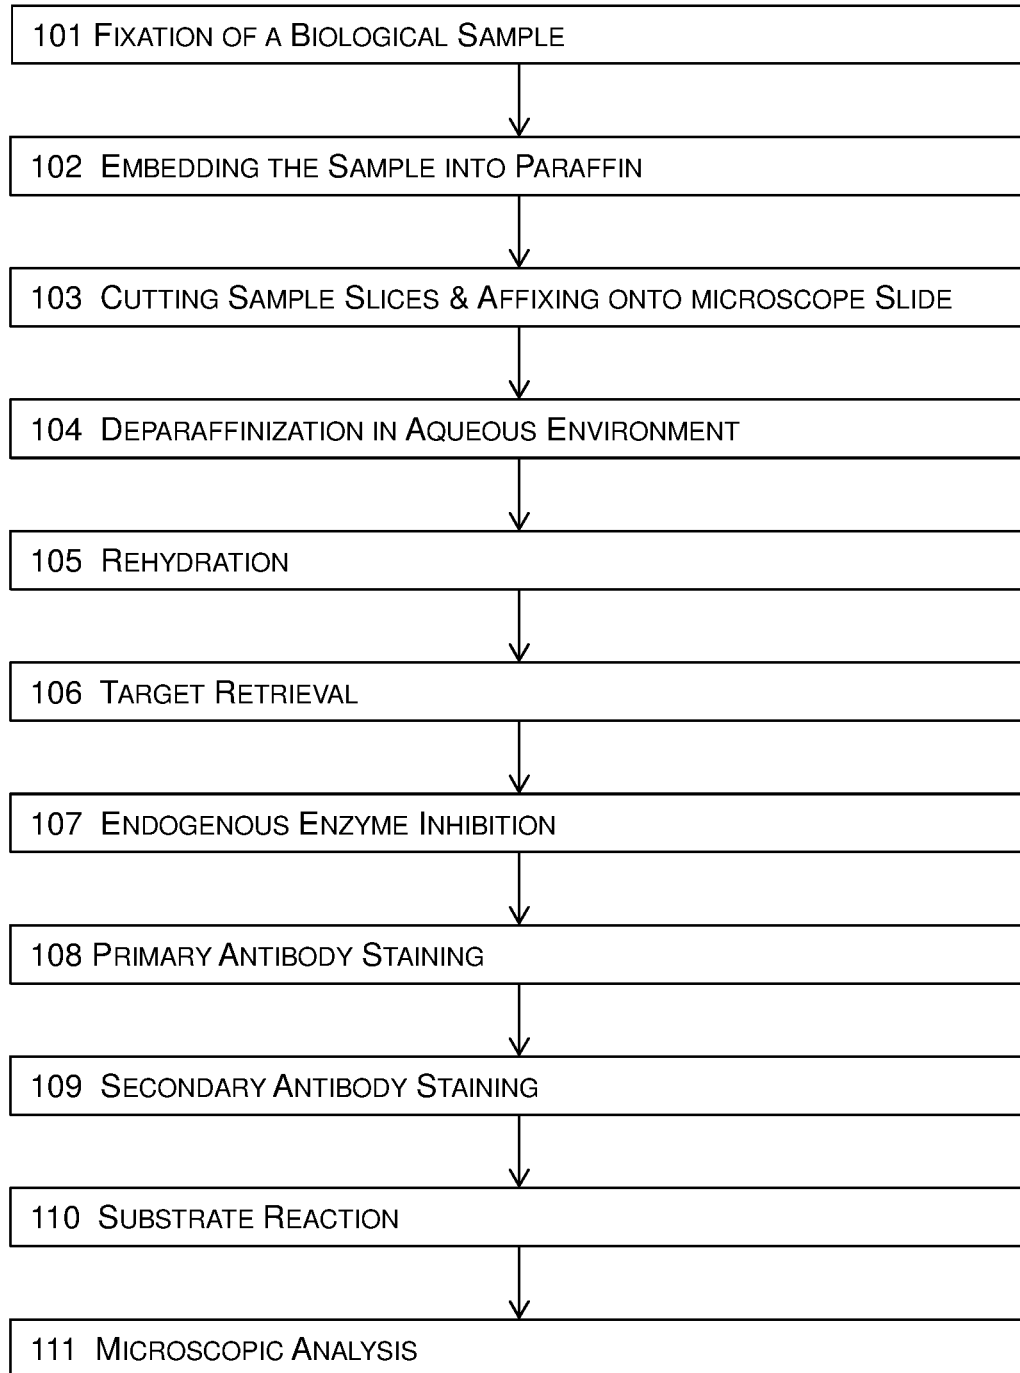 101 FIXATION OF A BIOLOGICAL SAMPLE
102 EMBEDDING THE SAMPLE INTO PARAFFIN
103 CUTTING SAMPLE SLICES & AFFIXING ONTO MICROSCOPE SLIDE
104 DEPARAFFINIZATION IN AQUEOUS ENVIRONMENT
105 REHYDRATION
106 TARGET RETRIEVAL
107 ENDOGENOUS ENZYME INHIBITION
108 PRIMARY ANTIBODY STAINING
109 SECONDARY ANTIBODY STAINING
110 SUBSTRATE REACTION
111 MICROSCOPIC ANALYSIS